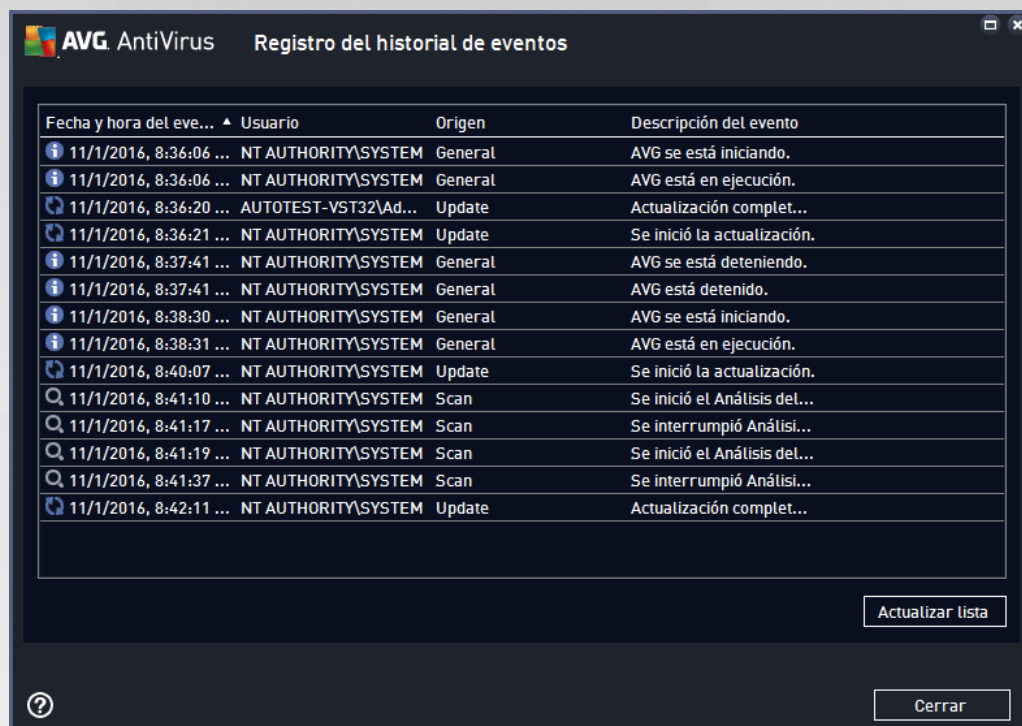 AVG. AntiVirus Registro del historial de eventos
Fecha y hora del eve... Usuario Origen Descripción del evento
11/1/2016, 8:36:06 ... NT AUTHORITY\SYSTEM General AVG se está iniciando.
11/1/2016, 8:36:06 ... NT AUTHORITY\SYSTEM General AVG está en ejecución.
11/1/2016, 8:36:20 ... AUTOTEST-VST32\Ad... Update Actualización complet...
11/1/2016, 8:36:21 ... NT AUTHORITY\SYSTEM Update Se inició la actualización.
11/1/2016, 8:37:41 ... NT AUTHORITY\SYSTEM General AVG se está deteniendo.
11/1/2016, 8:37:41 ... NT AUTHORITY\SYSTEM General AVG está detenido.
11/1/2016, 8:38:30 ... NT AUTHORITY\SYSTEM General AVG se está iniciando.
11/1/2016, 8:38:31 ... NT AUTHORITY\SYSTEM General AVG está en ejecución.
11/1/2016, 8:40:07 ... NT AUTHORITY\SYSTEM Update Se inició la actualización.
11/1/2016, 8:41:10 ... NT AUTHORITY\SYSTEM Scan Se inició el Análisis del...
11/1/2016, 8:41:17 ... NT AUTHORITY\SYSTEM Scan Se interrumpió Análisi...
11/1/2016, 8:41:19 ... NT AUTHORITY\SYSTEM Scan Se inició el Análisis del...
11/1/2016, 8:41:37 ... NT AUTHORITY\SYSTEM Scan Se interrumpió Análisi...
11/1/2016, 8:42:11 ... NT AUTHORITY\SYSTEM Update Actualización complet...
Actualizar lista
Cerrar